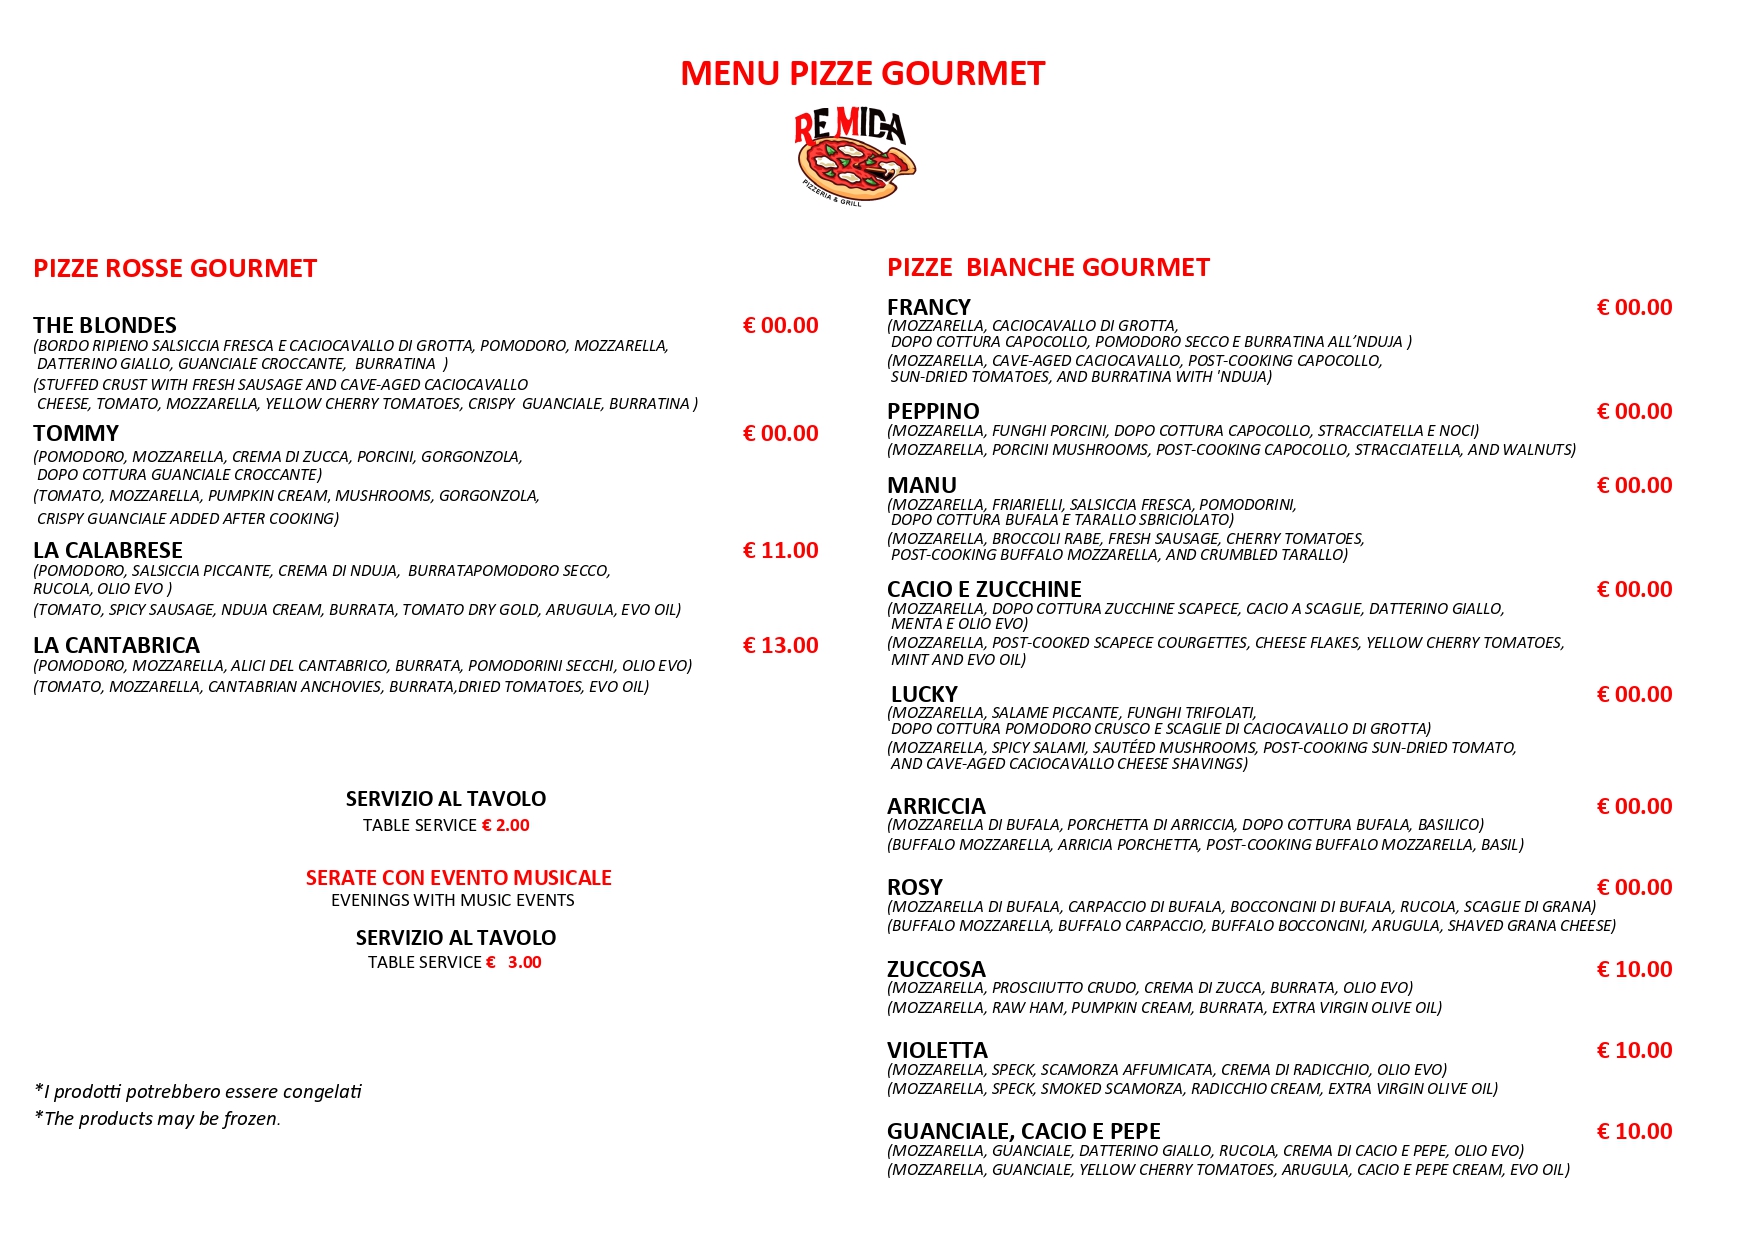 MENU PIZZE GOURMET
RE MIDA
PIZZERIA & GRILL
PIZZE ROSSE GOURMET
THE BLONDES € 00.00
(BORDO RIPIENO SALSICCIA FRESCA E CACIOCAVALLO DI GROTTA, POMODORO, MOZZARELLA,
DATTERINO GIALLO, GUANCIALE CROCCANTE, BURRATINA )
(STUFFED CRUST WITH FRESH SAUSAGE AND CAVE-AGED CACIOCAVALLO
CHEESE, TOMATO, MOZZARELLA, YELLOW CHERRY TOMATOES, CRISPY GUANCIALE, BURRATINA )
TOMMY € 00.00
(POMODORO, MOZZARELLA, CREMA DI ZUCCA, PORCINI, GORGONZOLA,
DOPO COTTURA GUANCIALE CROCCANTE)
(TOMATO, MOZZARELLA, PUMPKIN CREAM, MUSHROOMS, GORGONZOLA,
CRISPY GUANCIALE ADDED AFTER COOKING)
LA CALABRESE € 11.00
(POMODORO, SALSICCIA PICCANTE, CREMA DI NDUJA, BURRATAPOMODORO SECCO,
RUCOLA, OLIO EVO )
(TOMATO, SPICY SAUSAGE, NDUJA CREAM, BURRATA, TOMATO DRY GOLD, ARUGULA, EVO OIL)
LA CANTABRICA € 13.00
(POMODORO, MOZZARELLA, ALICI DEL CANTABRICO, BURRATA, POMODORINI SECCHI, OLIO EVO)
(TOMATO, MOZZARELLA, CANTABRIAN ANCHOVIES, BURRATA,DRIED TOMATOES, EVO OIL)
SERVIZIO AL TAVOLO
TABLE SERVICE € 2.00
SERATE CON EVENTO MUSICALE
EVENINGS WITH MUSIC EVENTS
SERVIZIO AL TAVOLO
TABLE SERVICE € 3.00
*I prodotti potrebbero essere congelati
*The products may be frozen.
PIZZE BIANCHE GOURMET
FRANCY € 00.00
(MOZZARELLA, CACIOCAVALLO DI GROTTA,
DOPO COTTURA CAPOCOLLO, POMODORO SECCO E BURRATINA ALL’NDUJA )
(MOZZARELLA, CAVE-AGED CACIOCAVALLO, POST-COOKING CAPOCOLLO,
SUN-DRIED TOMATOES, AND BURRATINA WITH 'NDUJA)
PEPPINO € 00.00
(MOZZARELLA, FUNGHI PORCINI, DOPO COTTURA CAPOCOLLO, STRACCIATELLA E NOCI)
(MOZZARELLA, PORCINI MUSHROOMS, POST-COOKING CAPOCOLLO, STRACCIATELLA, AND WALNUTS)
MANU € 00.00
(MOZZARELLA, FRIARIELLI, SALSICCIA FRESCA, POMODORINI,
DOPO COTTURA BUFALA E TARALLO SBRICIOLATO)
(MOZZARELLA, BROCCOLI RABE, FRESH SAUSAGE, CHERRY TOMATOES,
POST-COOKING BUFFALO MOZZARELLA, AND CRUMBLED TARALLO)
CACIO E ZUCCHINE € 00.00
(MOZZARELLA, DOPO COTTURA ZUCCHINE SCAPECE, CACIO A SCAGLIE, DATTERINO GIALLO,
MENTA E OLIO EVO)
(MOZZARELLA, POST-COOKED SCAPECE COURGETTES, CHEESE FLAKES, YELLOW CHERRY TOMATOES,
MINT AND EVO OIL)
LUCKY € 00.00
(MOZZARELLA, SALAME PICCANTE, FUNGHI TRIFOLATI,
DOPO COTTURA POMODORO CRUSCO E SCAGLIE DI CACIOCAVALLO DI GROTTA)
(MOZZARELLA, SPICY SALAMI, SAUTÉED MUSHROOMS, POST-COOKING SUN-DRIED TOMATO,
AND CAVE-AGED CACIOCAVALLO CHEESE SHAVINGS)
ARRICCIA € 00.00
(MOZZARELLA DI BUFALA, PORCHETTA DI ARRICCIA, DOPO COTTURA BUFALA, BASILICO)
(BUFFALO MOZZARELLA, ARRICIA PORCHETTA, POST-COOKING BUFFALO MOZZARELLA, BASIL)
ROSY € 00.00
(MOZZARELLA DI BUFALA, CARPACCIO DI BUFALA, BOCCONCINI DI BUFALA, RUCOLA, SCAGLIE DI GRANA)
(BUFFALO MOZZARELLA, BUFFALO CARPACCIO, BUFFALO BOCCONCINI, ARUGULA, SHAVED GRANA CHEESE)
ZUCCOSA € 10.00
(MOZZARELLA, PROSCIIUTTO CRUDO, CREMA DI ZUCCA, BURRATA, OLIO EVO)
(MOZZARELLA, RAW HAM, PUMPKIN CREAM, BURRATA, EXTRA VIRGIN OLIVE OIL)
VIOLETTA € 10.00
(MOZZARELLA, SPECK, SCAMORZA AFFUMICATA, CREMA DI RADICCHIO, OLIO EVO)
(MOZZARELLA, SPECK, SMOKED SCAMORZA, RADICCHIO CREAM, EXTRA VIRGIN OLIVE OIL)
GUANCIALE, CACIO E PEPE € 10.00
(MOZZARELLA, GUANCIALE, DATTERINO GIALLO, RUCOLA, CREMA DI CACIO E PEPE, OLIO EVO)
(MOZZARELLA, GUANCIALE, YELLOW CHERRY TOMATOES, ARUGULA, CACIO E PEPE CREAM, EVO OIL)